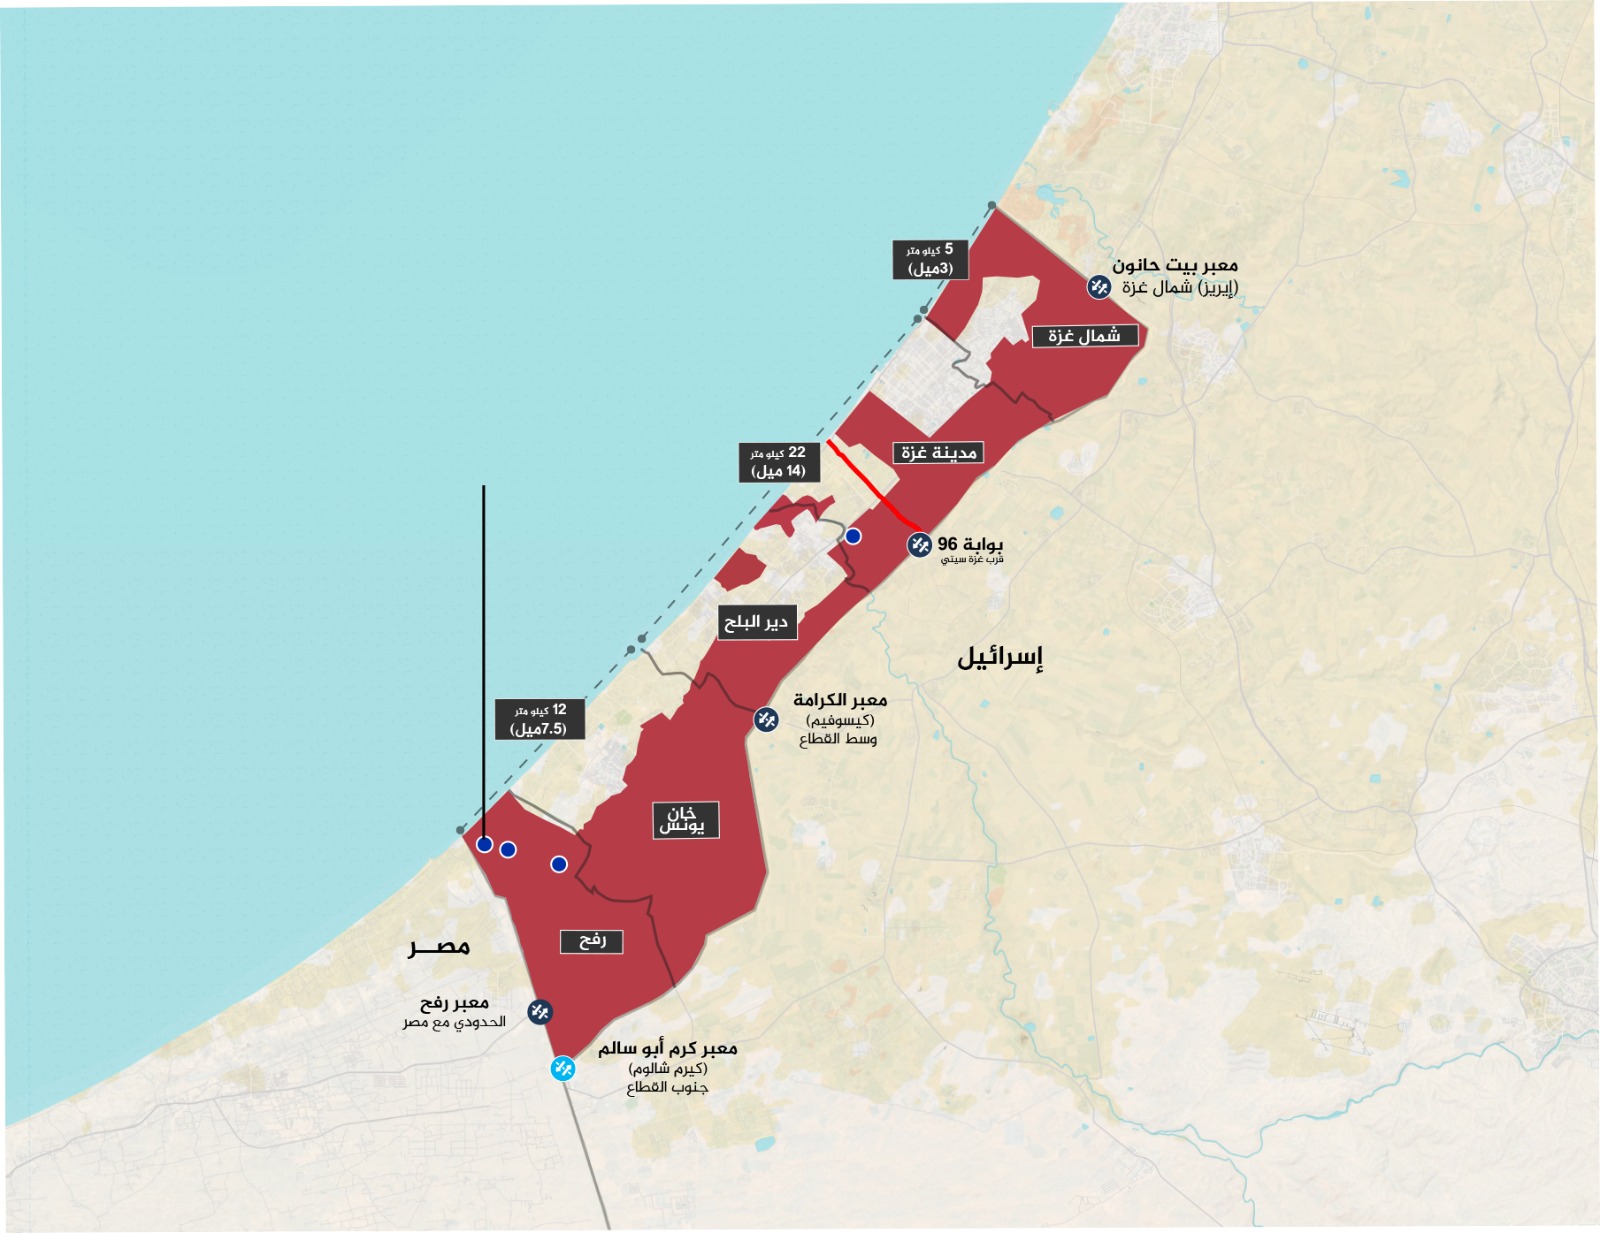 5 كيلو متر
(3ميل)
معبر بيت حانون
(إيريز) شمال غزة
شمال غزة
22 كيلو متر
(14 ميل)
مدينة غزة
بوابة 96
قرب غزة سيتي
دير البلح
إسرائيل
12 كيلو متر
(7.5ميل)
معبر الكرامة
(كيسوفيم)
وسط القطاع
خان
يونس
رفح
مصــر
معبر رفح
الحدودي مع مصر
معبر كرم أبو سالم
(كيرم شالوم)
جنوب القطاع